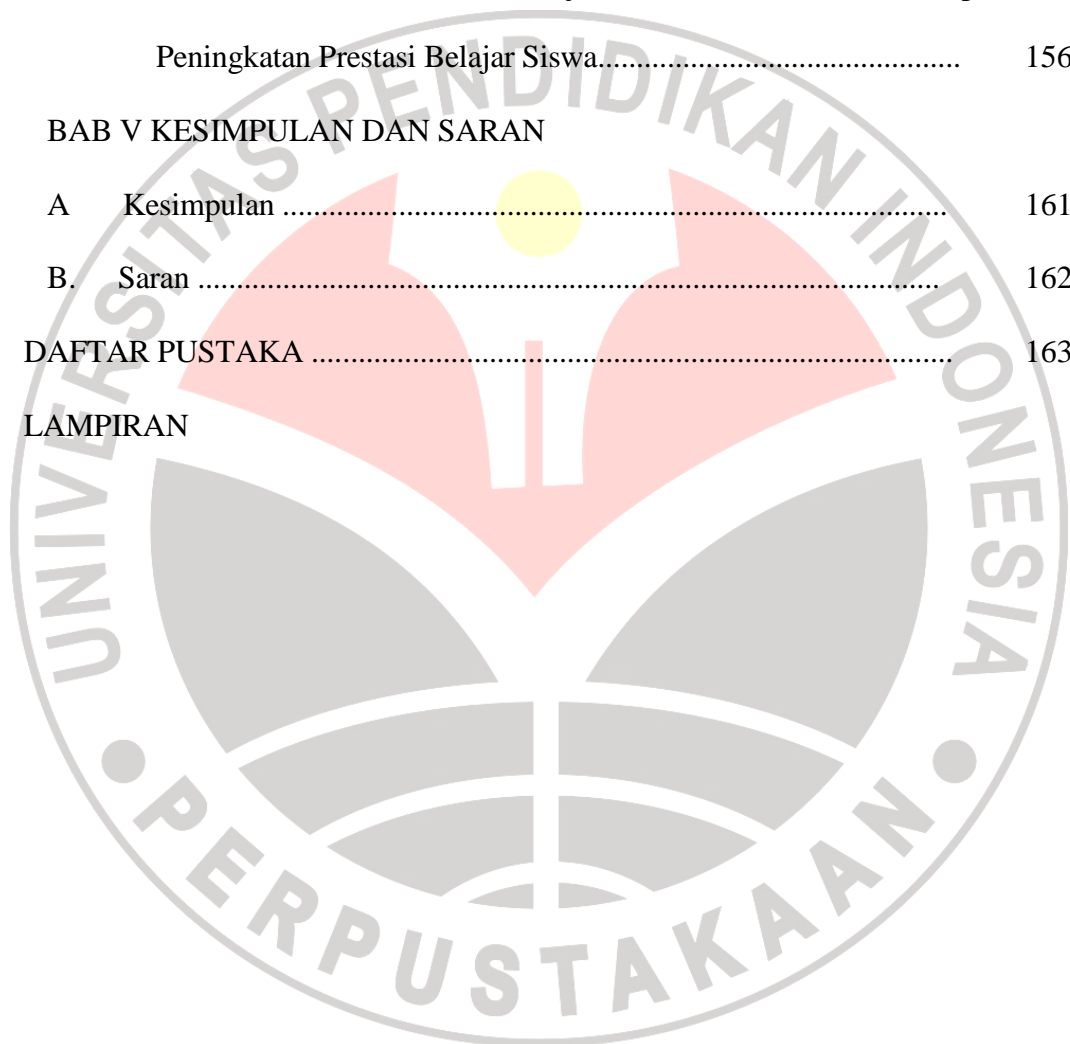 Peningkatan Prestasi Belajar Siswa....................................... 156
BAB V KESIMPULAN DAN SARAN
A Kesimpulan ........................................................................ 161
B. Saran ................................................................................ 162
DAFTAR PUSTAKA ..................................................................... 163
LAMPIRAN
UNIVERSITAS PENDIDIKAN INDONESIA
PERPUSTAKAAN